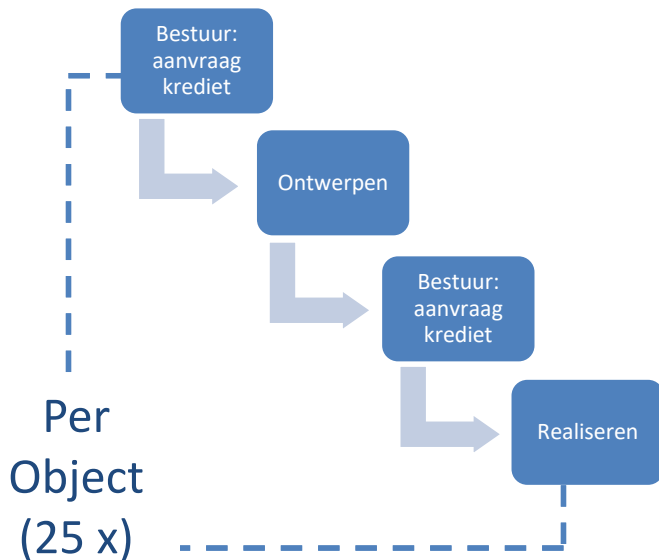 Bestuur:
aanvraag
krediet
Ontwerpen
Bestuur:
aanvraag
krediet
Realiseren
Per
Object
(25 x)